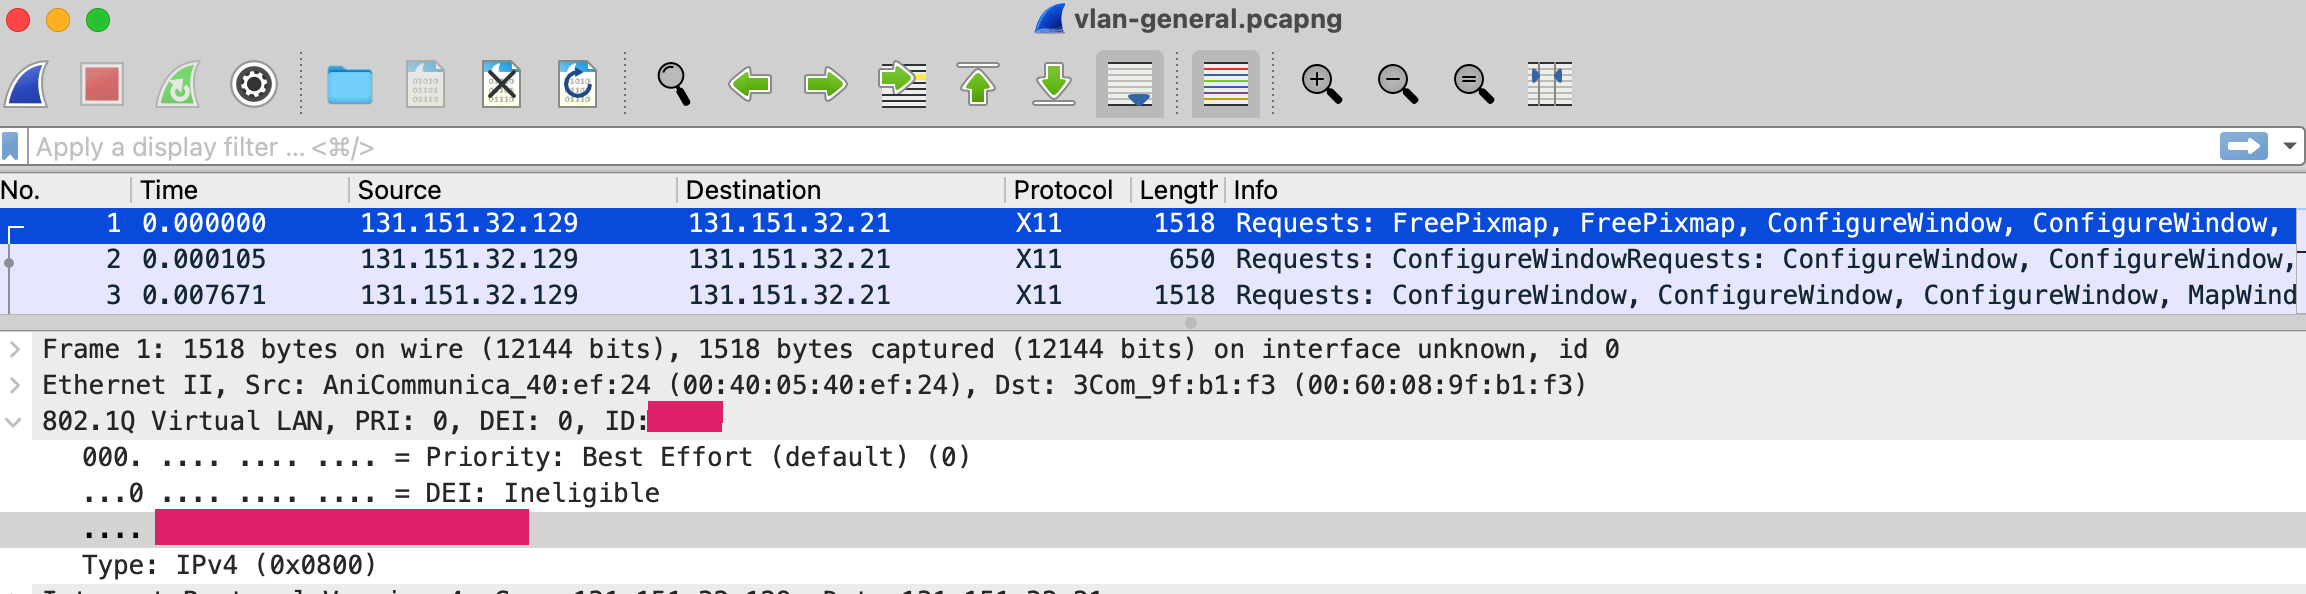 vlan-general.pcapng
Apply a display filter ... <⌘/>
No. Time Source Destination Protocol Length Info
1 0.000000 131.151.32.129 131.151.32.21 X11 1518 Requests: FreePixmap, FreePixmap, ConfigureWindow, ConfigureWindow,
2 0.000105 131.151.32.129 131.151.32.21 X11 650 Requests: ConfigureWindowRequests: ConfigureWindow, ConfigureWindow,
3 0.007671 131.151.32.129 131.151.32.21 X11 1518 Requests: ConfigureWindow, ConfigureWindow, ConfigureWindow, MapWind
Frame 1: 1518 bytes on wire (12144 bits), 1518 bytes captured (12144 bits) on interface unknown, id 0
Ethernet II, Src: AniCommunica_40:ef:24 (00:40:05:40:ef:24), Dst: 3Com_9f:b1:f3 (00:60:08:9f:b1:f3)
802.1Q Virtual LAN, PRI: 0, DEI: 0, ID:
000. .... .... .... = Priority: Best Effort (default) (0)
...0 .... .... .... = DEI: Ineligible
....
Type: IPv4 (0x0800)